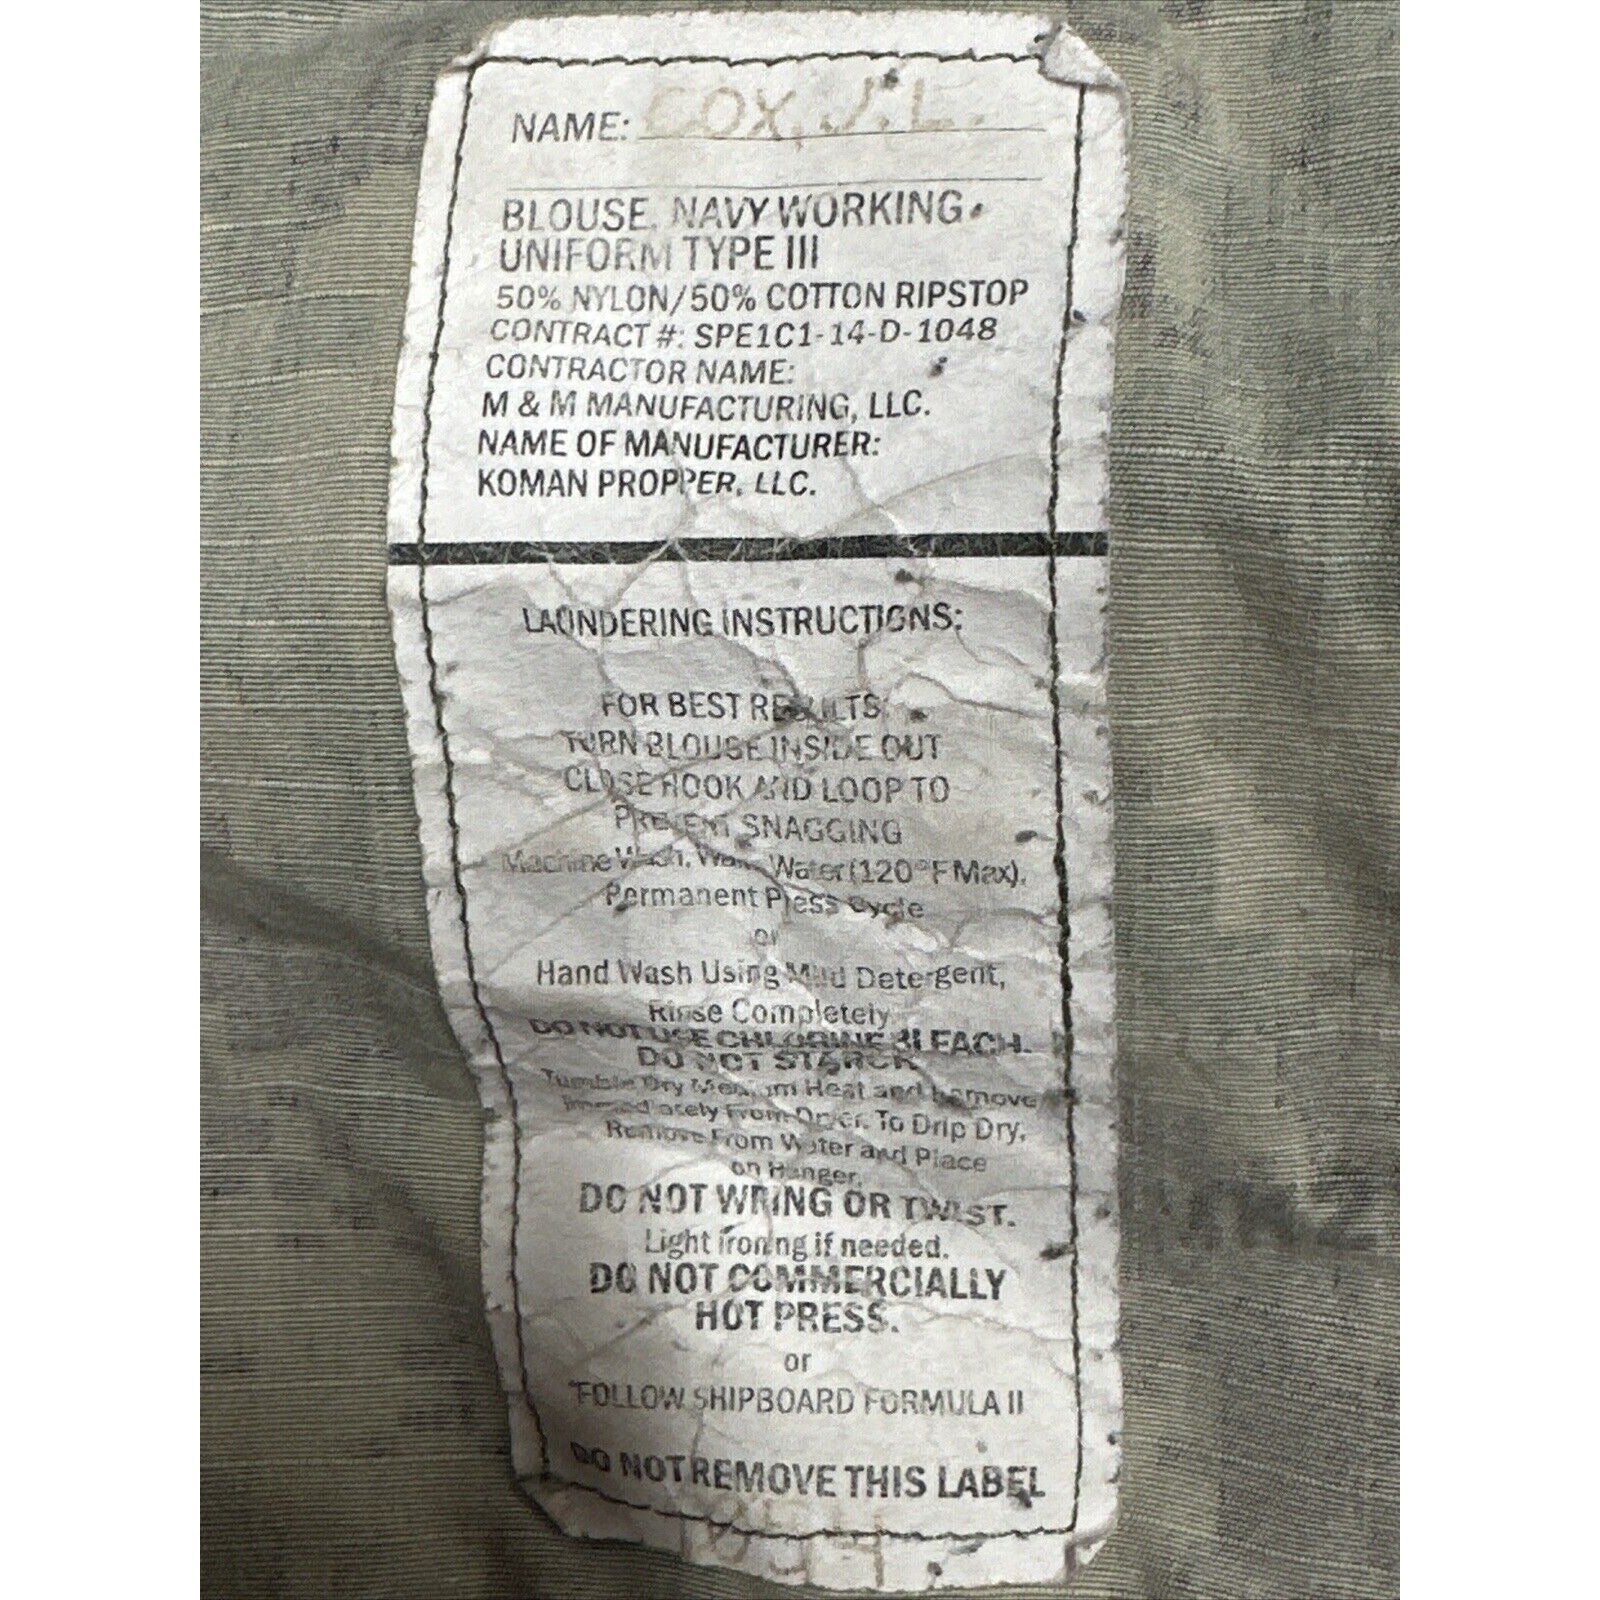 NAME: COX, J.L.
BLOUSE, NAVY WORKING
UNIFORM TYPE III
50% NYLON/50% COTTON RIPSTOP
CONTRACT #: SPE1C1-14-D-1048
CONTRACTOR NAME:
M & M MANUFACTURING, LLC.
NAME OF MANUFACTURER:
KOMAN PROPPER, LLC.
LAUNDERING INSTRUCTIONS:
FOR BEST RESULTS:
TURN BLOUSE INSIDE OUT
CLOSE HOOK AND LOOP TO
PREVENT SNAGGING
Machine Wash, Warm Water (120°F Max),
Permanent Press Cycle
or
Hand Wash Using Mild Detergent,
Rinse Completely
DO NOT USE CHLORINE BLEACH.
DO NOT STARCH
Tumble Dry Medium Heat and Remove
Immediately From Dryer. To Drip Dry,
Remove From Water and Place
on Hanger.
DO NOT WRING OR TWIST.
Light ironing if needed.
DO NOT COMMERCIALLY
HOT PRESS.
or
"FOLLOW SHIPBOARD FORMULA II
DO NOT REMOVE THIS LABEL